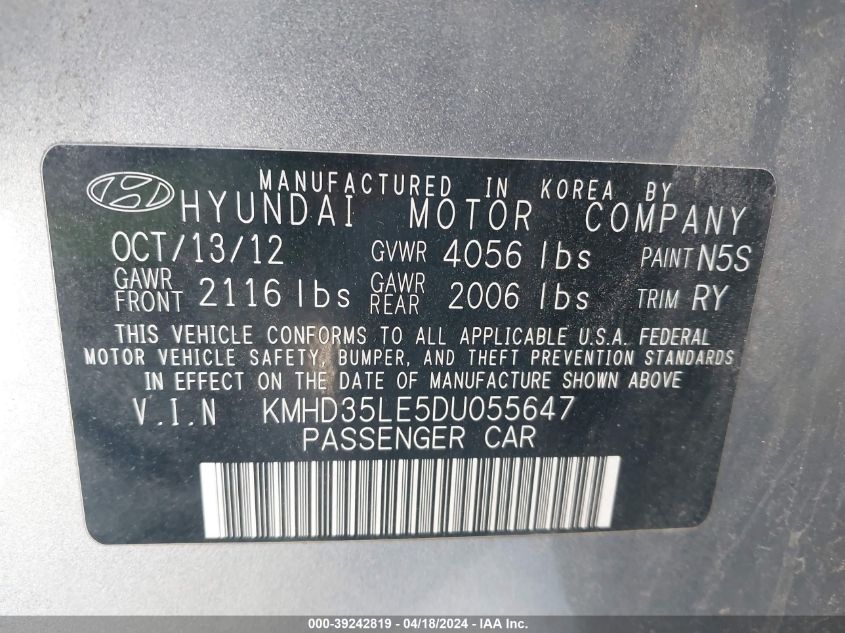 MANUFACTURED IN KOREA BY
HYUNDAI MOTOR COMPANY
OCT/13/12 GVWR 4056 lbs PAINT N5S
GAWR FRONT 2116 lbs GAWR REAR 2006 lbs TRIM RY
THIS VEHICLE CONFORMS TO ALL APPLICABLE U.S.A. FEDERAL
MOTOR VEHICLE SAFETY, BUMPER, AND THEFT PREVENTION STANDARDS
IN EFFECT ON THE DATE OF MANUFACTURE SHOWN ABOVE
V.I.N KMHD35LE5DU055647
PASSENGER CAR
000-39242819 - 04/18/2024 - IAA Inc.